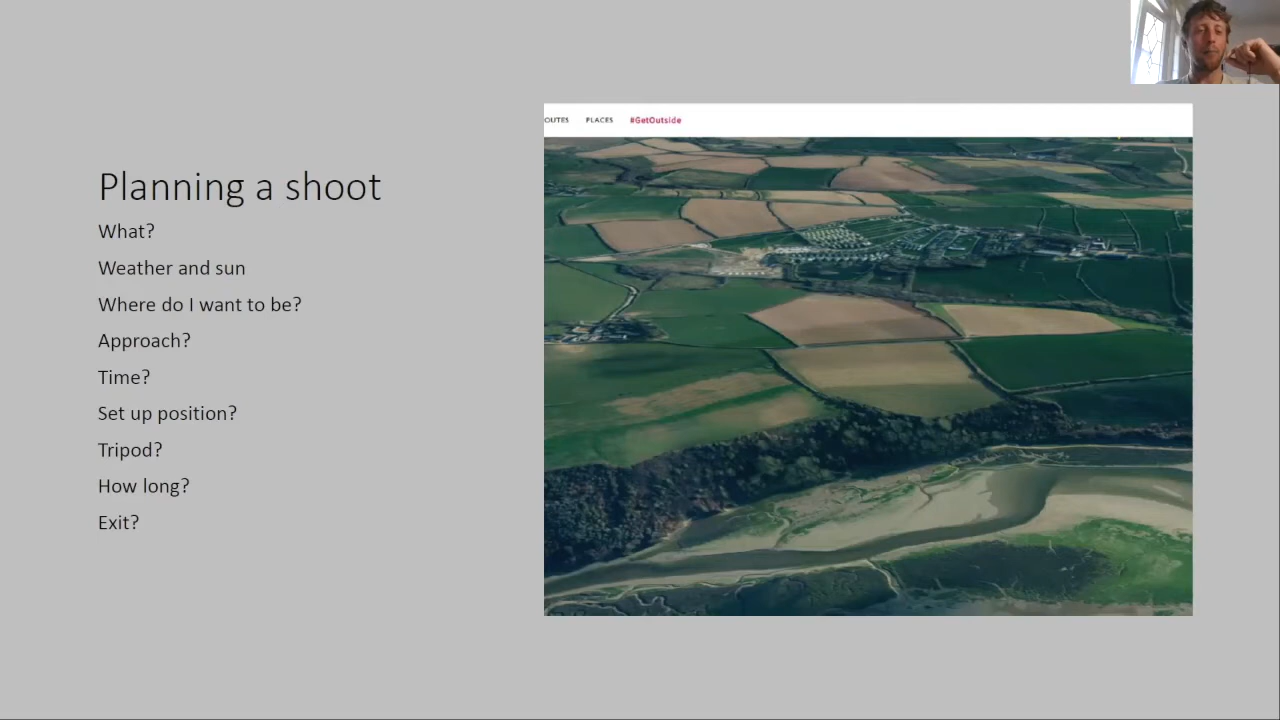 OUTES PLACES #GetOutside
Planning a shoot
What?
Weather and sun
Where do I want to be?
Approach?
Time?
Set up position?
Tripod?
How long?
Exit?